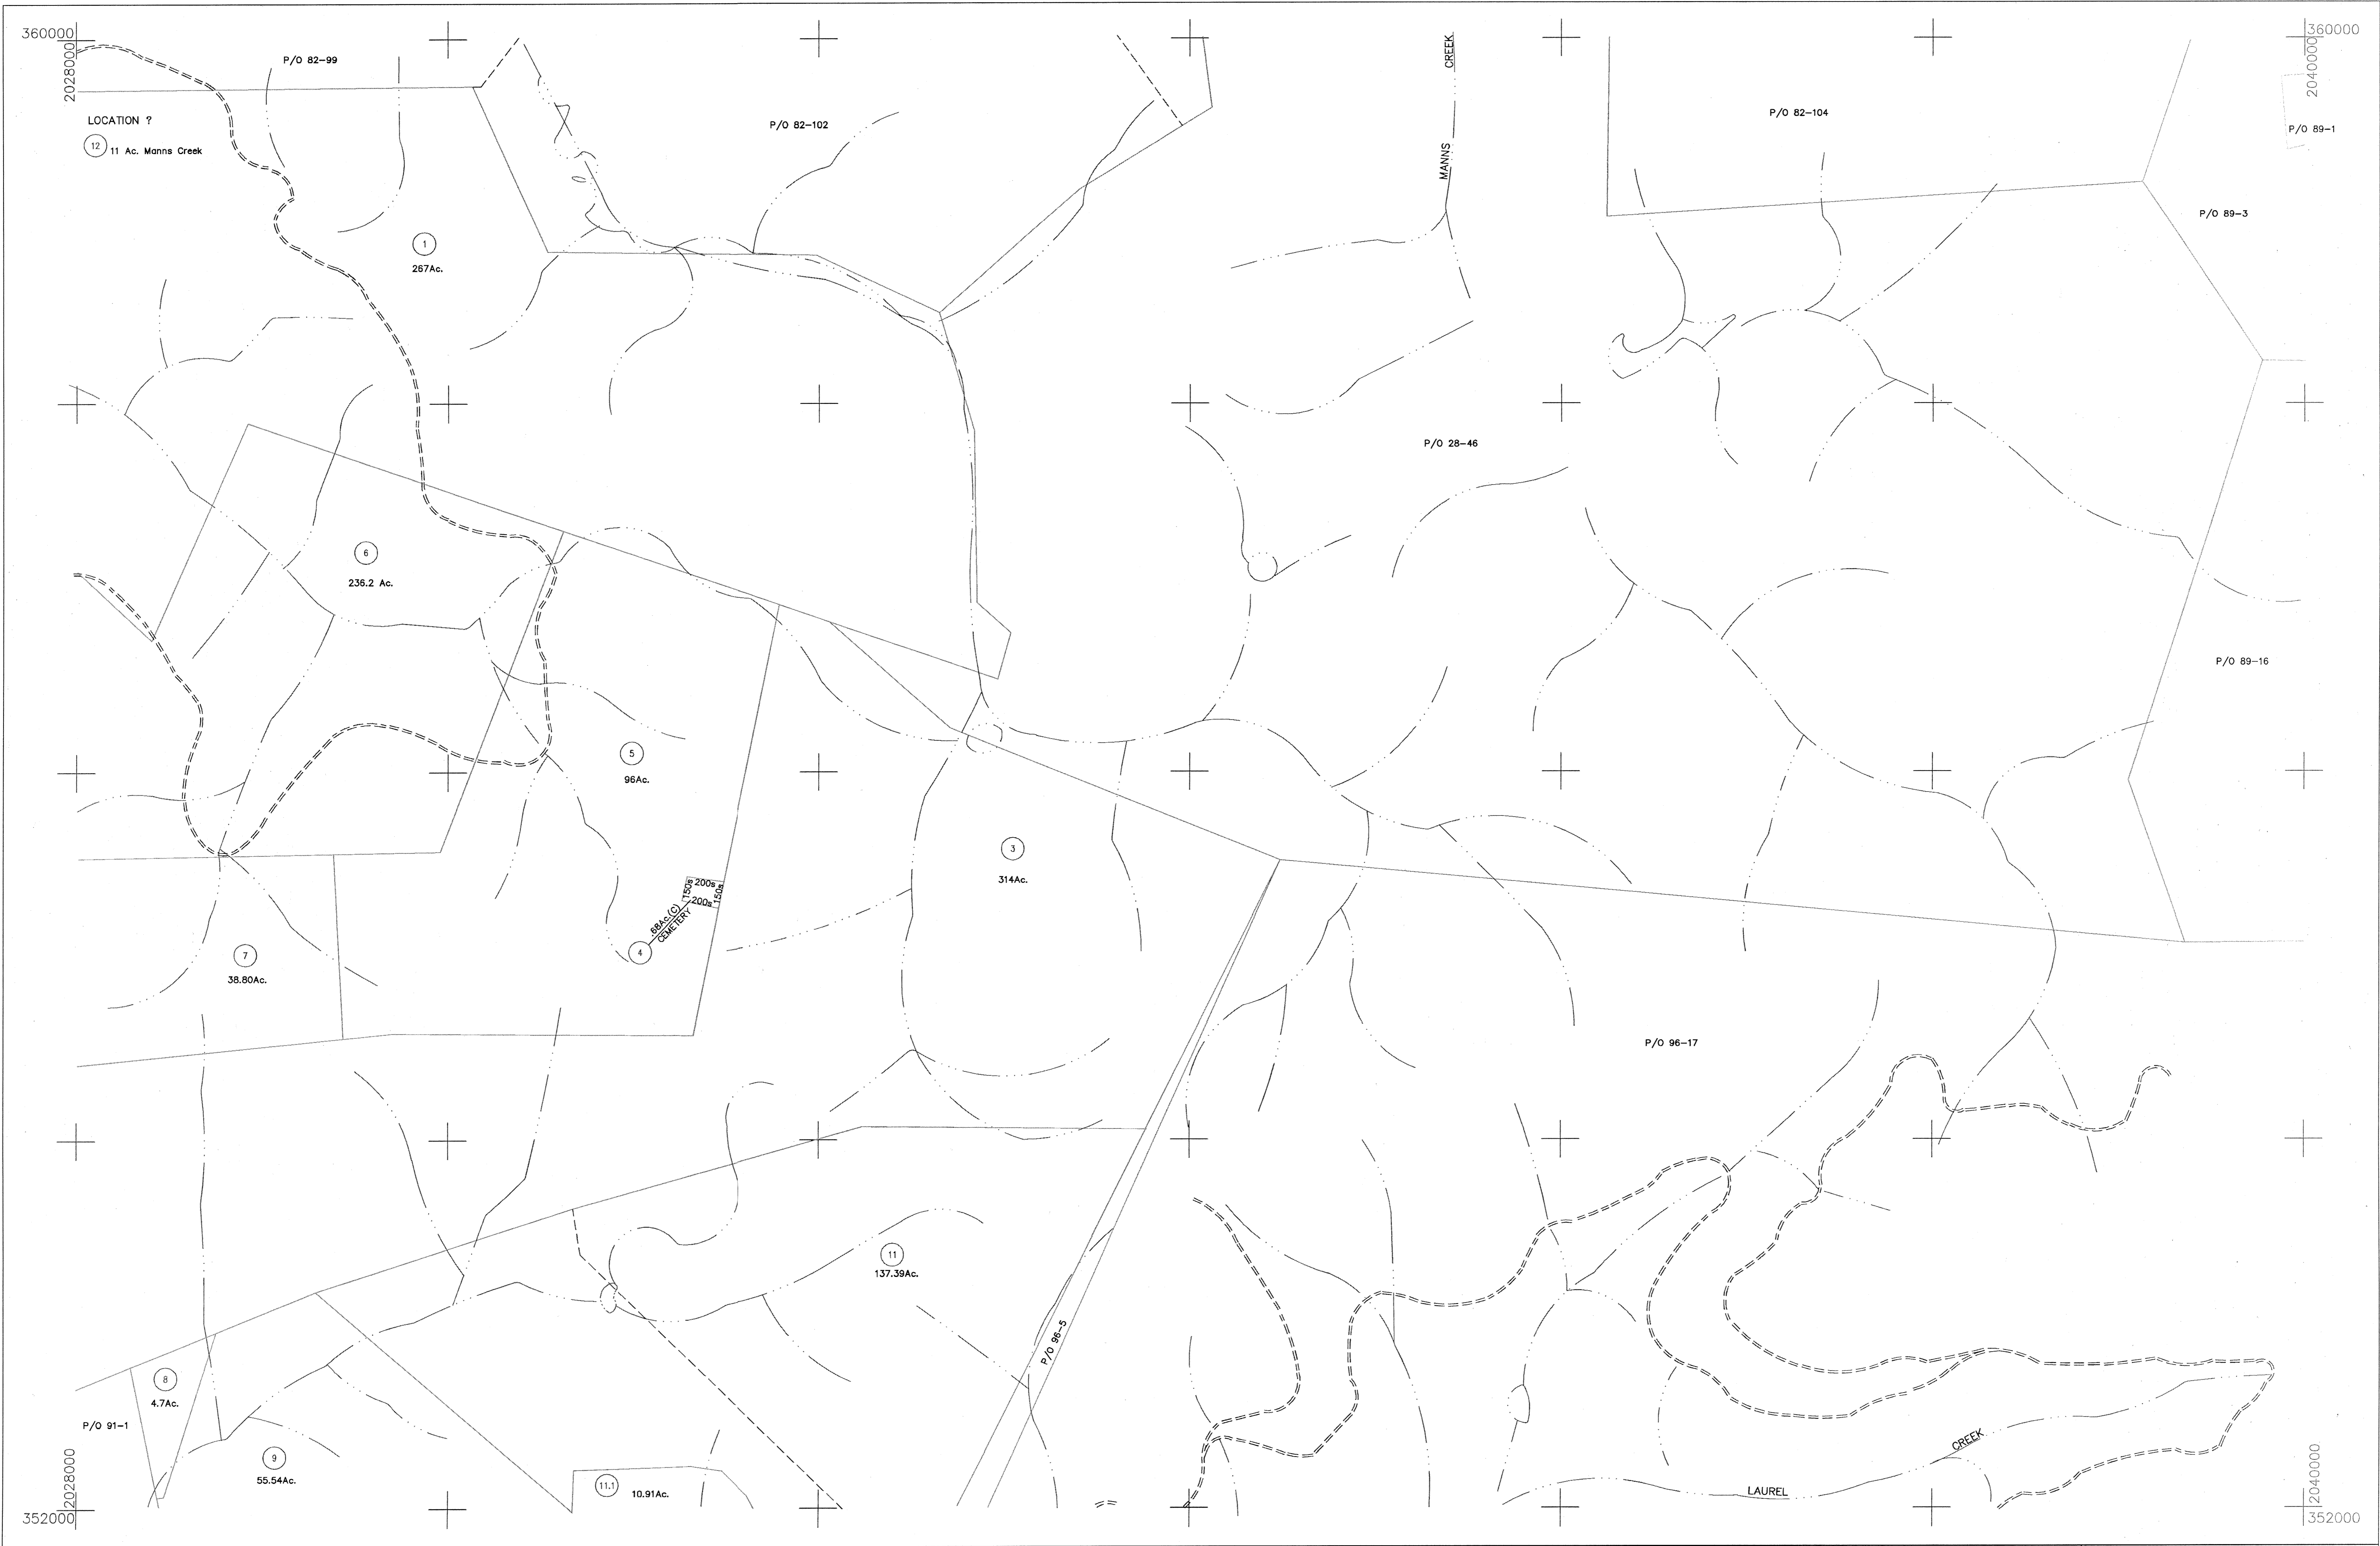 360000
2028000
P/O 82-99
P/O 82-102
MANNS CREEK
P/O 82-104
360000
2040000
P/O 89-1
LOCATION ?
12 11 Ac. Manns Creek
P/O 89-3
1
267Ac.
P/O 28-46
6
236.2 Ac.
P/O 89-16
5
96Ac.
3
314Ac.
200s
150s
150s
200s
.68Ac.(C)
CEMETERY
4
7
38.80Ac.
P/O 96-17
11
137.39Ac.
P/O 96-5
8
4.7Ac.
P/O 91-1
9
55.54Ac.
11.1
10.91Ac.
LAUREL CREEK
2028000
352000
2040000
352000